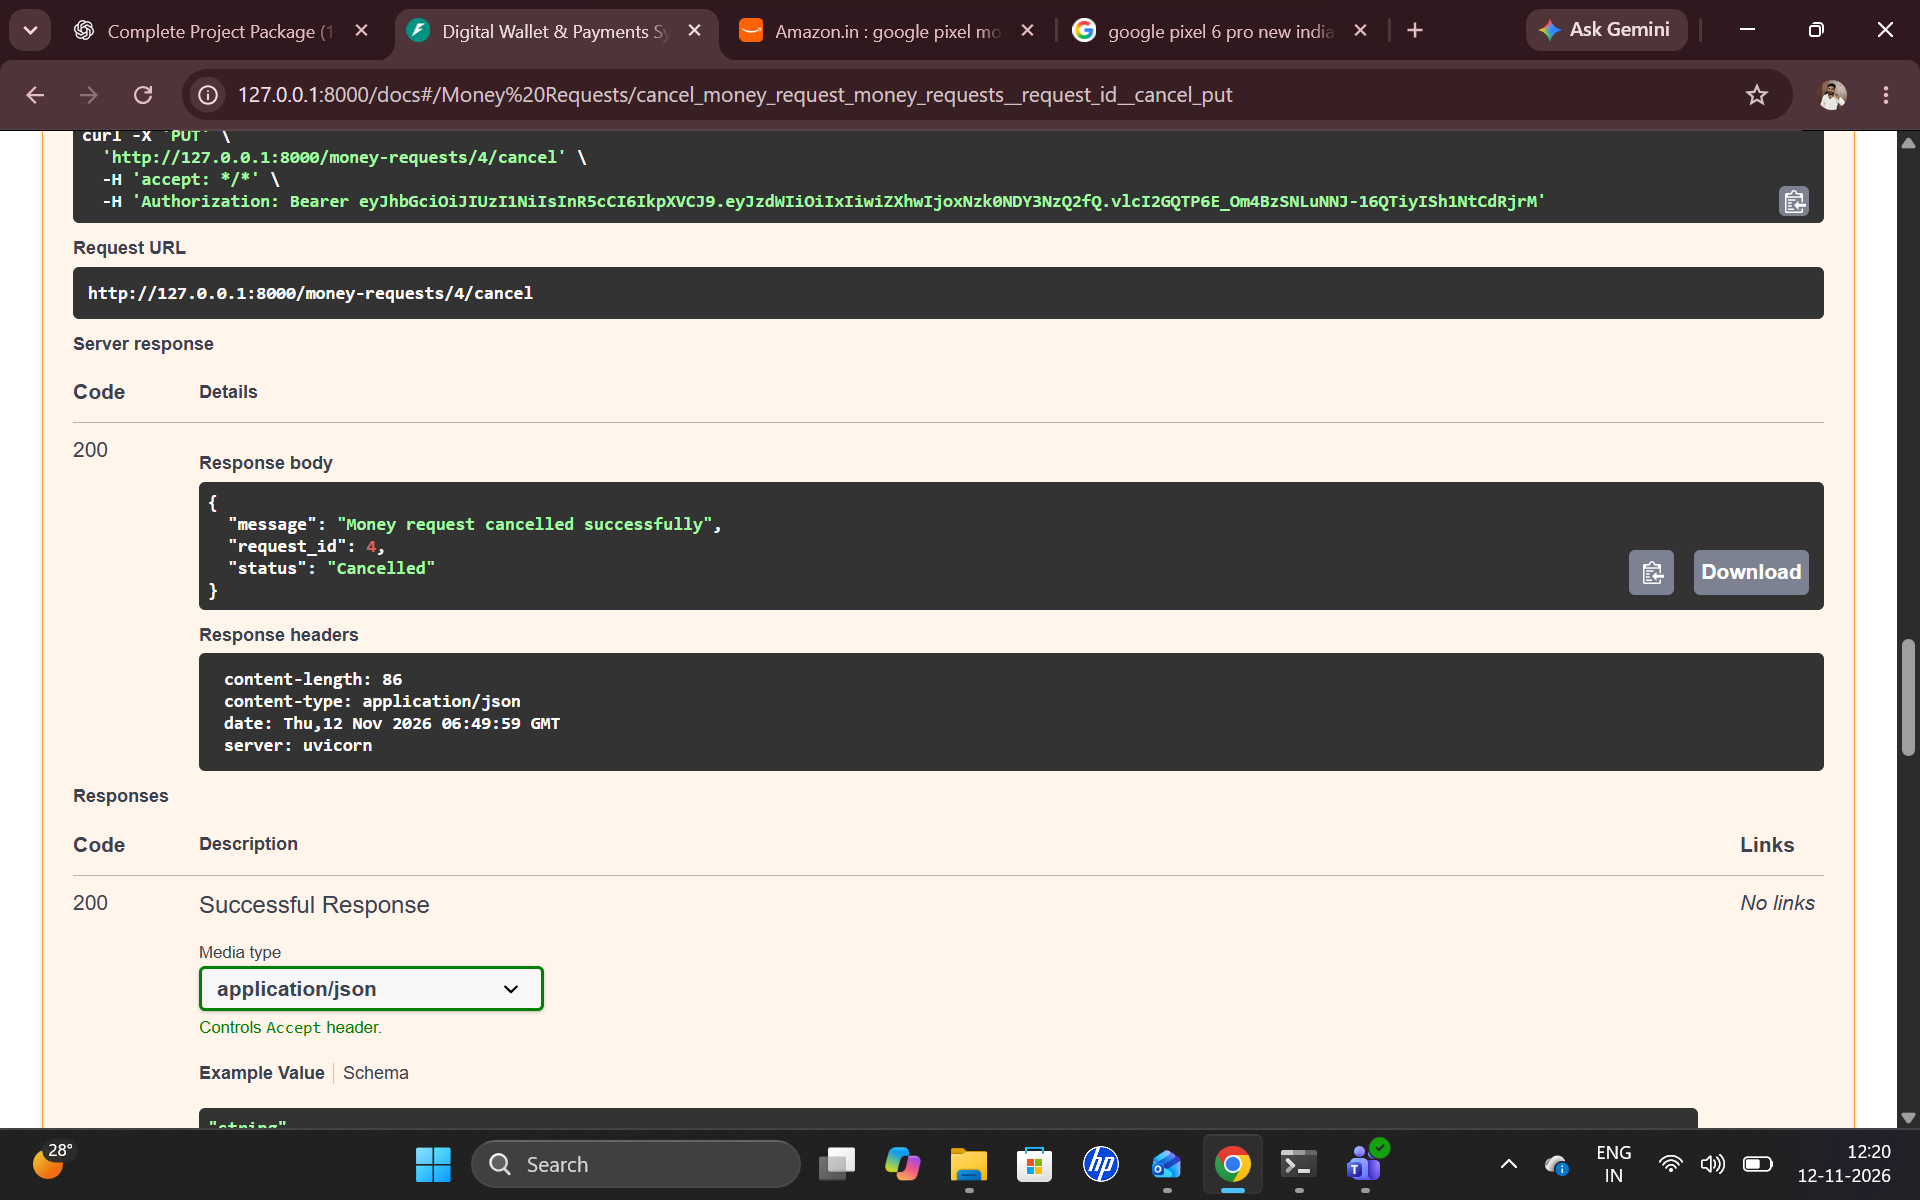 Complete Project Package (1
Digital Wallet & Payments Sy
Amazon.in : google pixel mo
google pixel 6 pro new india
Ask Gemini
127.0.0.1:8000/docs#/Money%20Requests/cancel_money_request_money_requests__request_id__cancel_put
curl -X 'PUT' \
'http://127.0.0.1:8000/money-requests/4/cancel' \
-H 'accept: */*' \
-H 'Authorization: Bearer eyJhbGciOiJIUzI1NiIsInR5cCI6IkpXVCJ9.eyJzdWIiOiIxIiwiZXhwIjoxNzk0NDY3NzQ2fQ.vlcI2GQTP6E_Om4BzSNLuNNJ-16QTiyISh1NtCdRjrM'
Request URL
http://127.0.0.1:8000/money-requests/4/cancel
Server response
Code Details
200
Response body
{
"message": "Money request cancelled successfully",
"request_id": 4,
"status": "Cancelled"
}
Download
Response headers
content-length: 86
content-type: application/json
date: Thu,12 Nov 2026 06:49:59 GMT
server: uvicorn
Responses
Code Description Links
200 Successful Response No links
Media type
application/json
Controls Accept header.
Example Value Schema
"string"
28°
Search
ENG
IN
12:20
12-11-2026